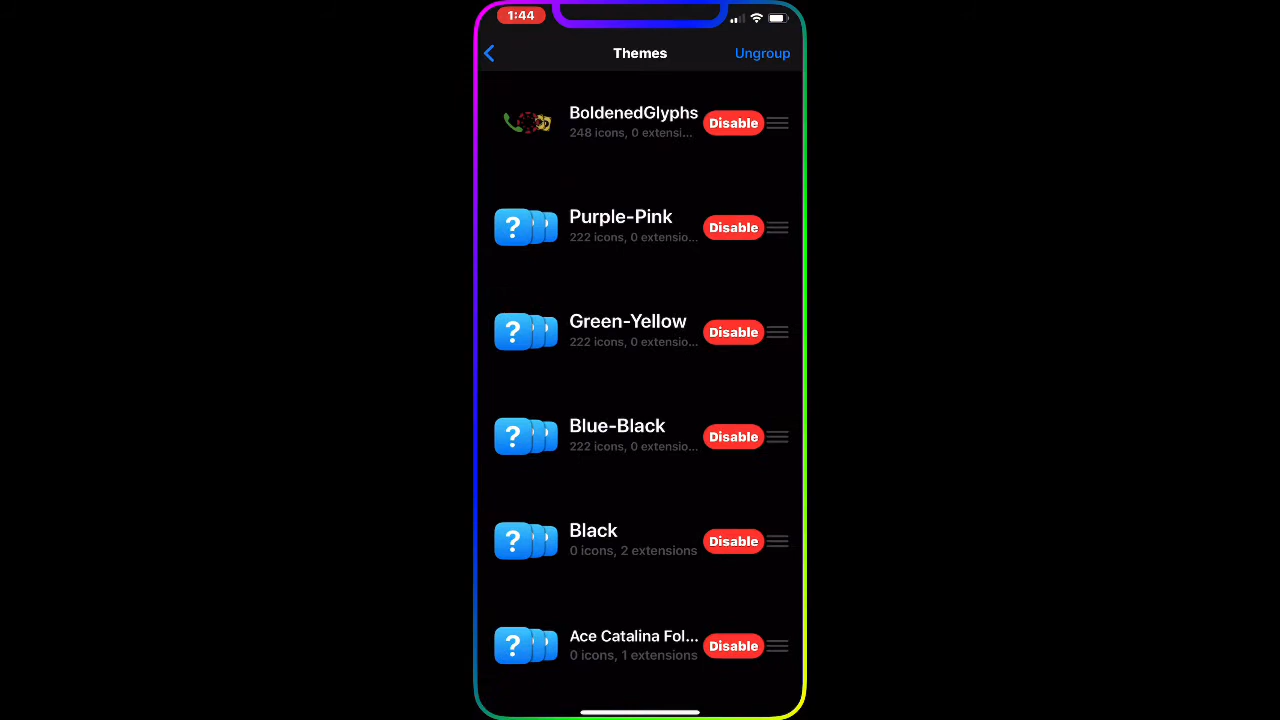 1:44
Themes
Ungroup
BoldenedGlyphs
248 icons, 0 extensi...
Disable
?
Purple-Pink
222 icons, 0 extensio...
Disable
?
Green-Yellow
222 icons, 0 extensio...
Disable
?
Blue-Black
222 icons, 0 extensio...
Disable
?
Black
0 icons, 2 extensions
Disable
?
Ace Catalina Fol...
0 icons, 1 extensions
Disable